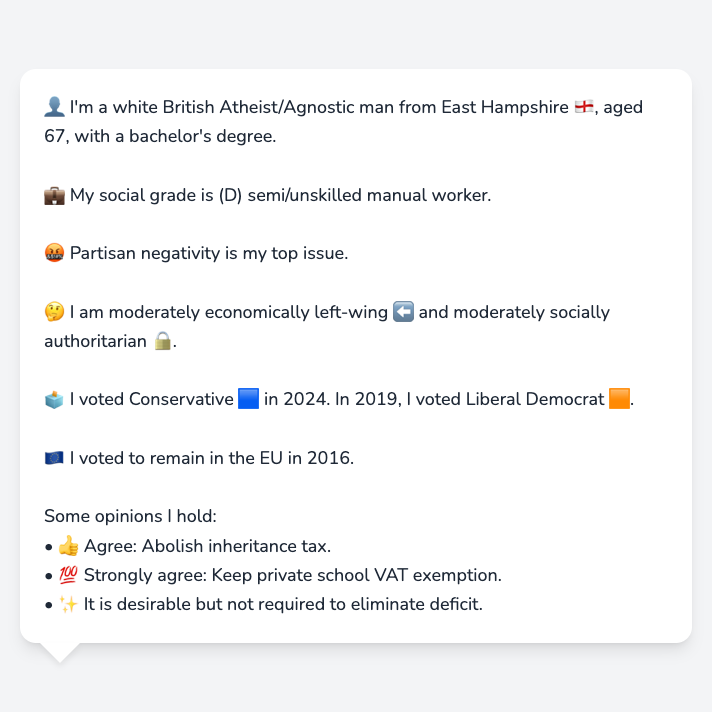 👤 I'm a white British Atheist/Agnostic man from East Hampshire 🏴󠁧󠁢󠁥󠁮󠁧󠁿, aged
67, with a bachelor's degree.
💼 My social grade is (D) semi/unskilled manual worker.
🤬 Partisan negativity is my top issue.
🤔 I am moderately economically left-wing ⬅️ and moderately socially
authoritarian 🔒.
🗳️ I voted Conservative 🟦 in 2024. In 2019, I voted Liberal Democrat 🟧.
🇪🇺 I voted to remain in the EU in 2016.
Some opinions I hold:
• 👍 Agree: Abolish inheritance tax.
• 💯 Strongly agree: Keep private school VAT exemption.
• ✨ It is desirable but not required to eliminate deficit.